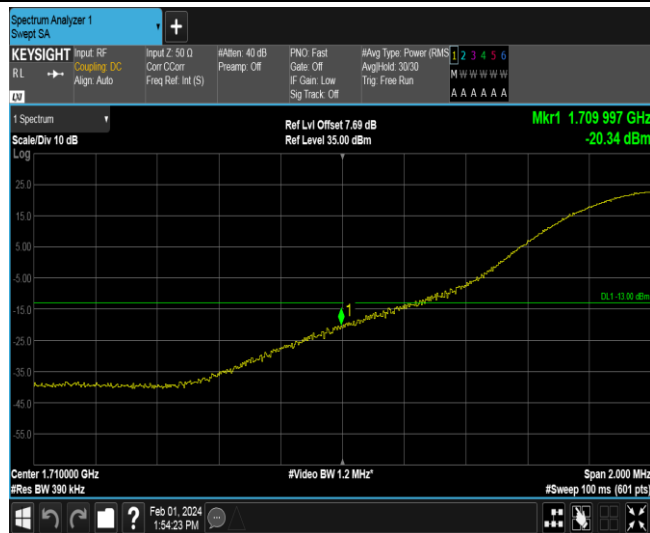 Spectrum Analyzer 1
Swept SA
+
KEYSIGHT
RL
Input: RF
Coupling: DC
Align: Auto
Input Z: 50 Ω
Corr CCorr
Freq Ref: Int (S)
#Atten: 40 dB
Preamp: Off
PNO: Fast
Gate: Off
IF Gain: Low
Sig Track: Off
#Avg Type: Power (RMS
Avg|Hold: 30/30
Trig: Free Run
1 2 3 4 5 6
M W W W W W
A A A A A A
1 Spectrum
Scale/Div 10 dB
Log
Ref Lvl Offset 7.69 dB
Ref Level 35.00 dBm
Mkr1 1.709 997 GHz
-20.34 dBm
25.0
15.0
5.00
-5.00
-15.0
-25.0
-35.0
-45.0
-55.0
1
DL1 -13.00 dBm
Center 1.710000 GHz
#Res BW 390 kHz
#Video BW 1.2 MHz*
Span 2.000 MHz
#Sweep 100 ms (601 pts)
?
Feb 01, 2024
1:54:23 PM